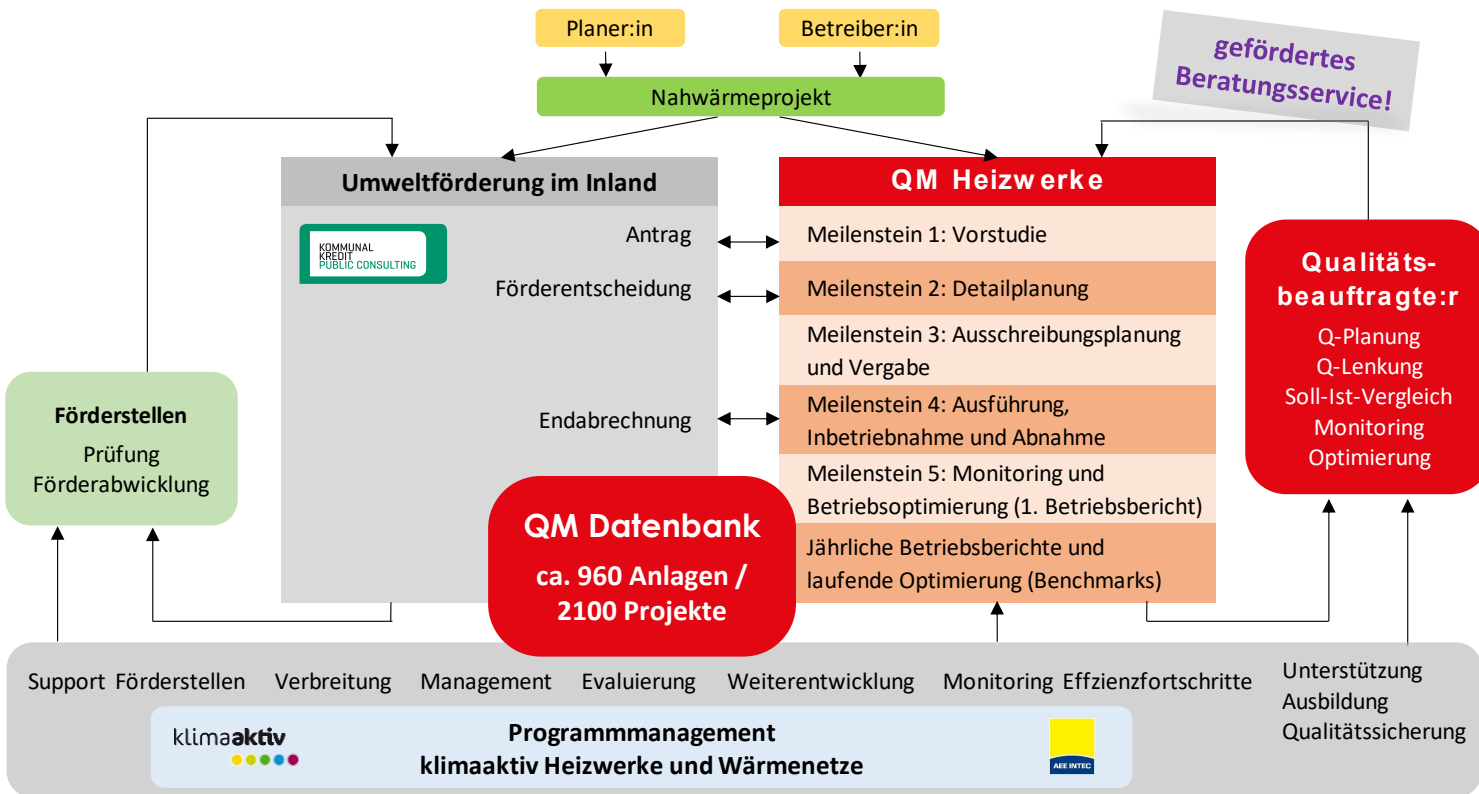 Planer:in
Betreiber:in
gefördertes
Beratungsservice!
Nahwärmeprojekt
Umweltförderung im Inland
KOMMUNAL
KREDIT
PUBLIC CONSULTING
Antrag
Förderentscheidung
Endabrechnung
QM Heizwerke
Meilenstein 1: Vorstudie
Meilenstein 2: Detailplanung
Meilenstein 3: Ausschreibungsplanung
und Vergabe
Meilenstein 4: Ausführung,
Inbetriebnahme und Abnahme
Meilenstein 5: Monitoring und
Betriebsoptimierung (1. Betriebsbericht)
Jährliche Betriebsberichte und
laufende Optimierung (Benchmarks)
Qualitäts-
beauftragte:r
Q-Planung
Q-Lenkung
Soll-Ist-Vergleich
Monitoring
Optimierung
Förderstellen
Prüfung
Förderabwicklung
QM Datenbank
ca. 960 Anlagen /
2100 Projekte
Support Förderstellen Verbreitung Management Evaluierung Weiterentwicklung Monitoring Effzienzfortschritte
Unterstützung
Ausbildung
Qualitätssicherung
klimaaktiv
Programmmanagement
klimaaktiv Heizwerke und Wärmenetze
AEE INTEC